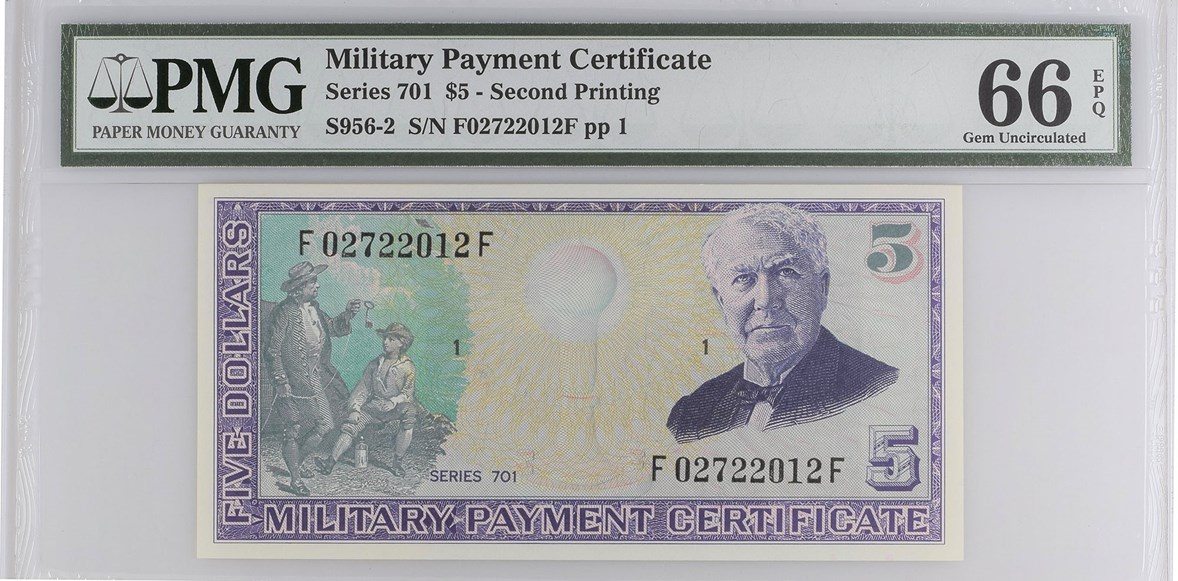 PMG
PAPER MONEY GUARANTY
Military Payment Certificate
Series 701 $5 - Second Printing
S956-2 S/N F02722012F pp 1
66
EPQ
Gem Uncirculated
F 02722012 F
5
FIVE DOLLARS
1
1
SERIES 701
F 02722012 F
5
MILITARY PAYMENT CERTIFICATE